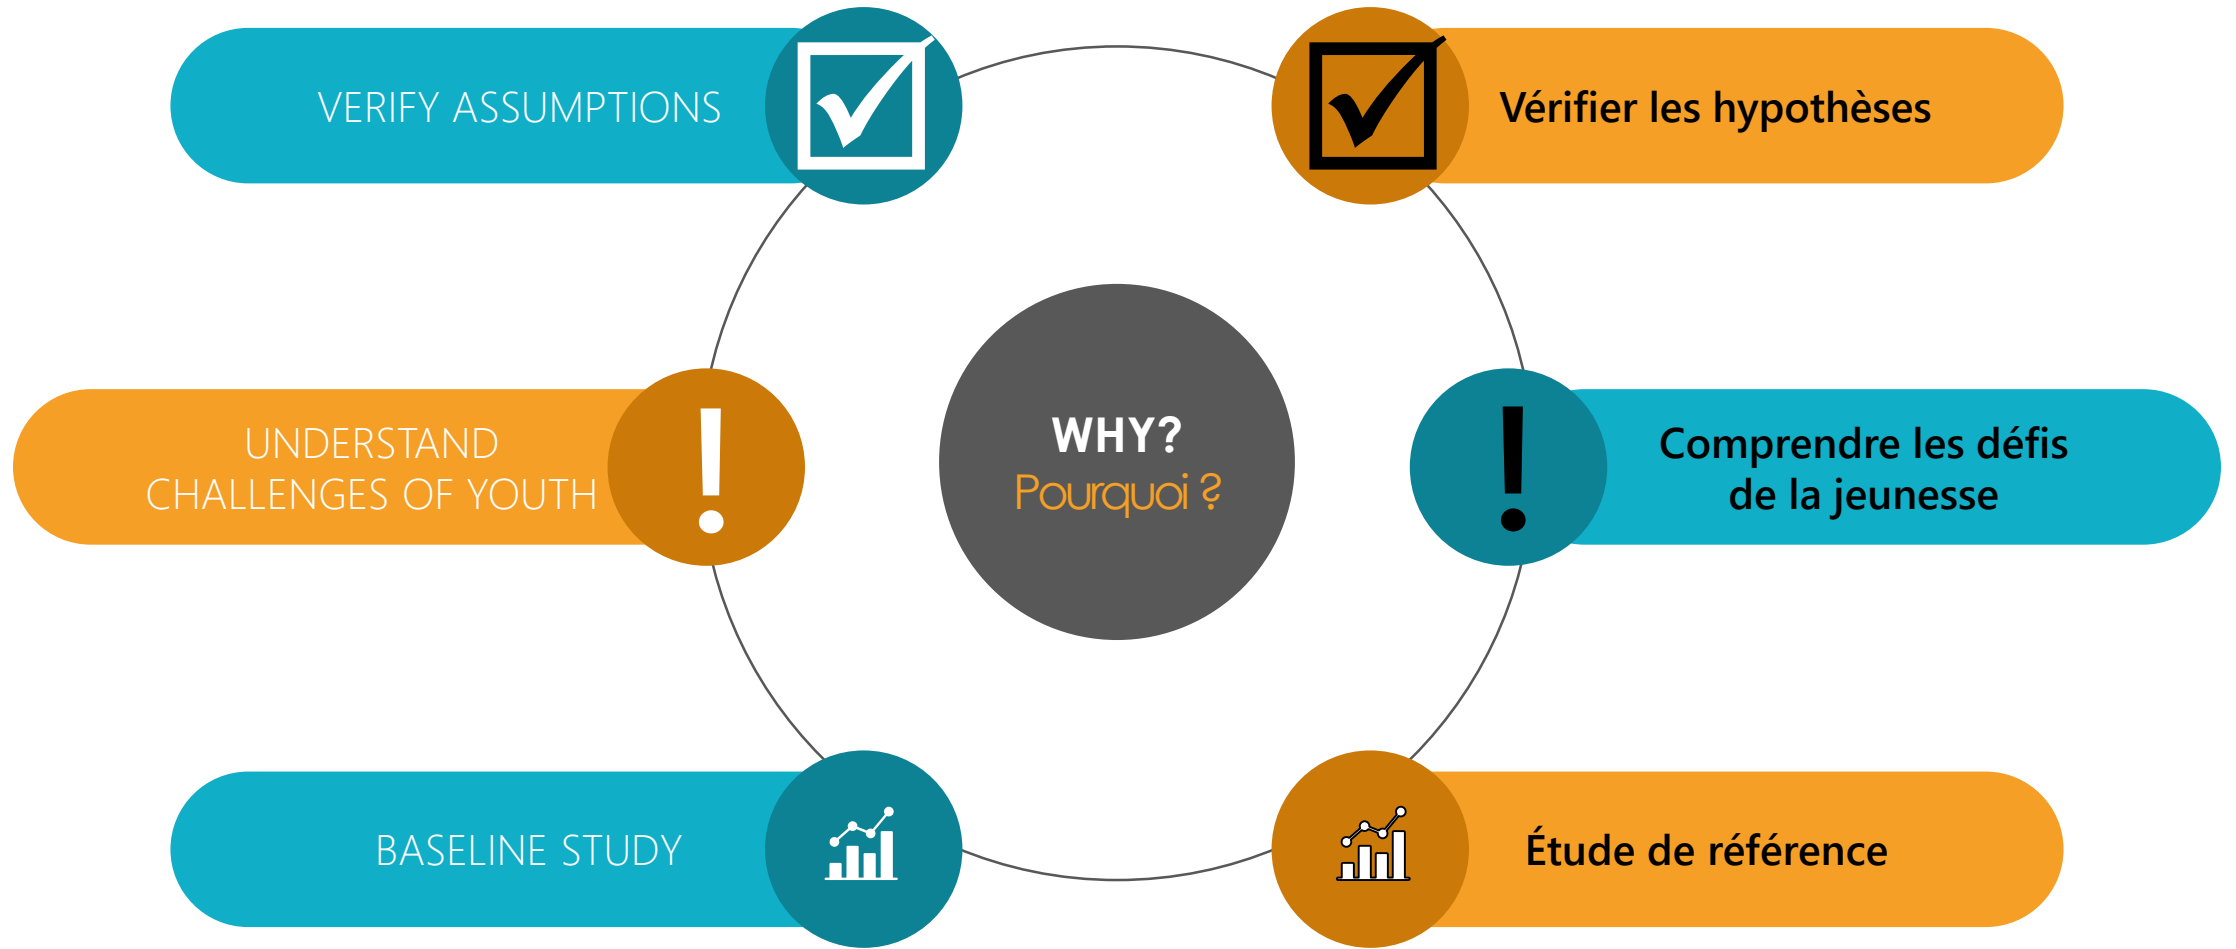 VERIFY ASSUMPTIONS
Vérifier les hypothèses
UNDERSTAND
CHALLENGES OF YOUTH
WHY?
Pourquoi ?
Comprendre les défis
de la jeunesse
BASELINE STUDY
Étude de référence